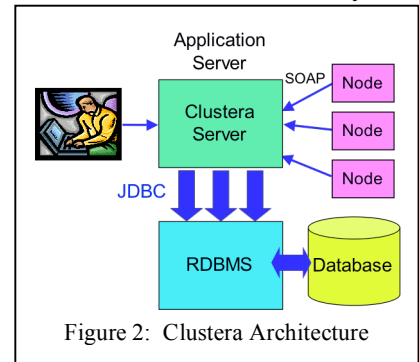 Application
Server
SOAP
Node
Clustera
Server
Node
Node
JDBC
RDBMS
Database
Figure 2:  Clustera Architecture